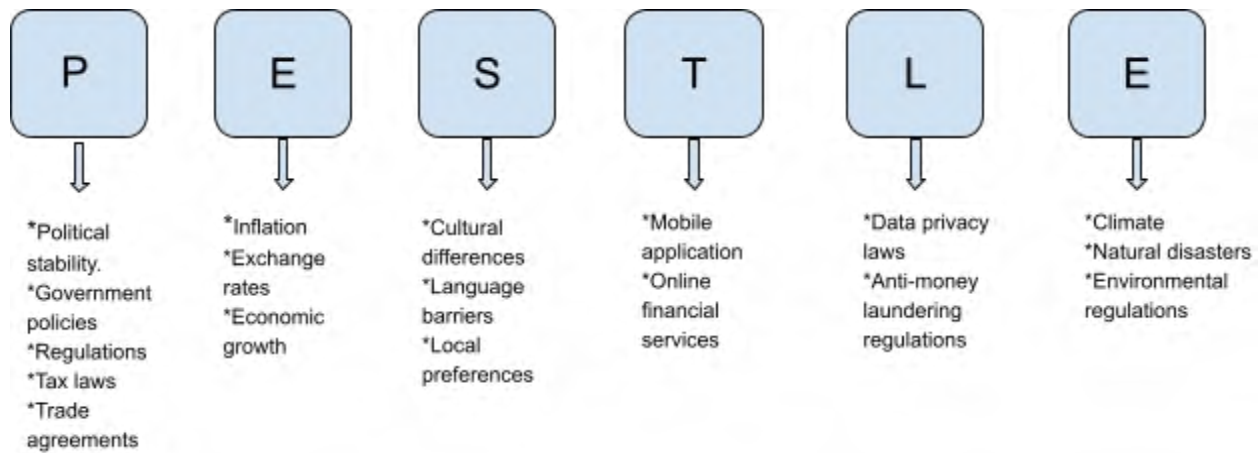 P
E
S
T
L
E
*Political
stability.
*Government
policies
*Regulations
*Tax laws
*Trade
agreements
*Inflation
*Exchange
rates
*Economic
growth
*Cultural
differences
*Language
barriers
*Local
preferences
*Mobile
application
*Online
financial
services
*Data privacy
laws
*Anti-money
laundering
regulations
*Climate
*Natural disasters
*Environmental
regulations